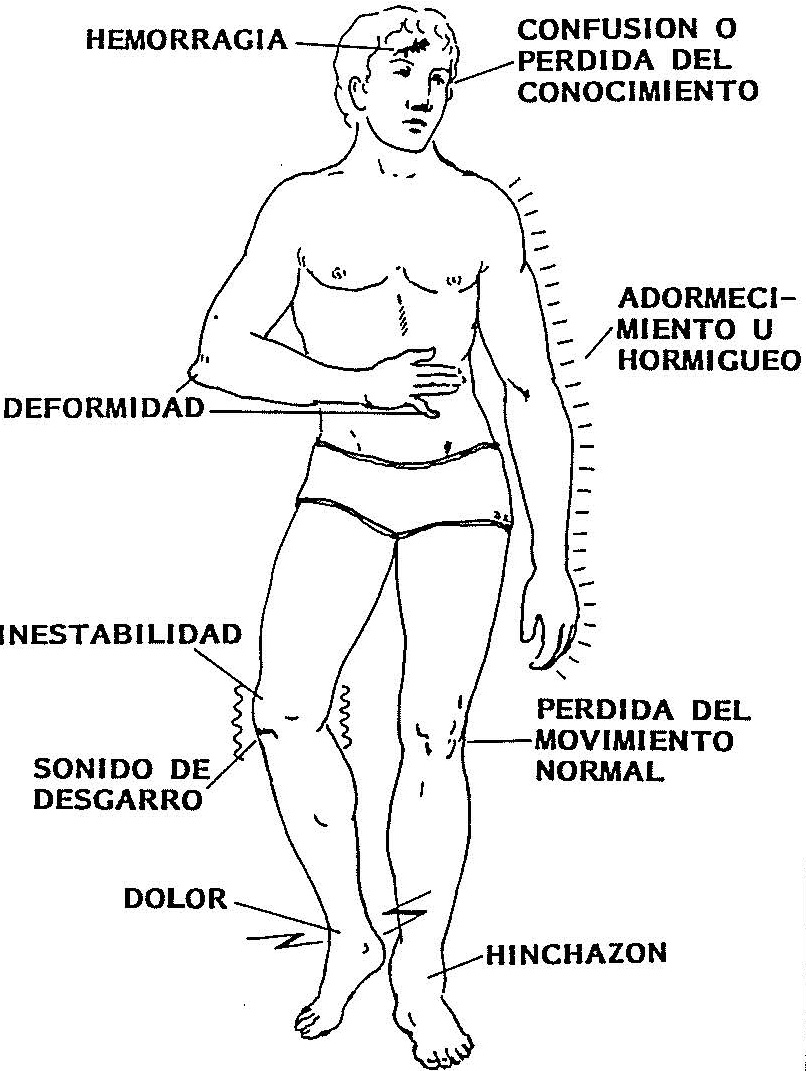 HEMORRAGIA
CONFUSION O
PERDIDA DEL
CONOCIMIENTO
ADORMECI-
MIENTO U
HORMIGUEO
DEFORMIDAD
INESTABILIDAD
PERDIDA DEL
MOVIMIENTO
NORMAL
SONIDO DE
DESGARRO
DOLOR
HINCHAZON